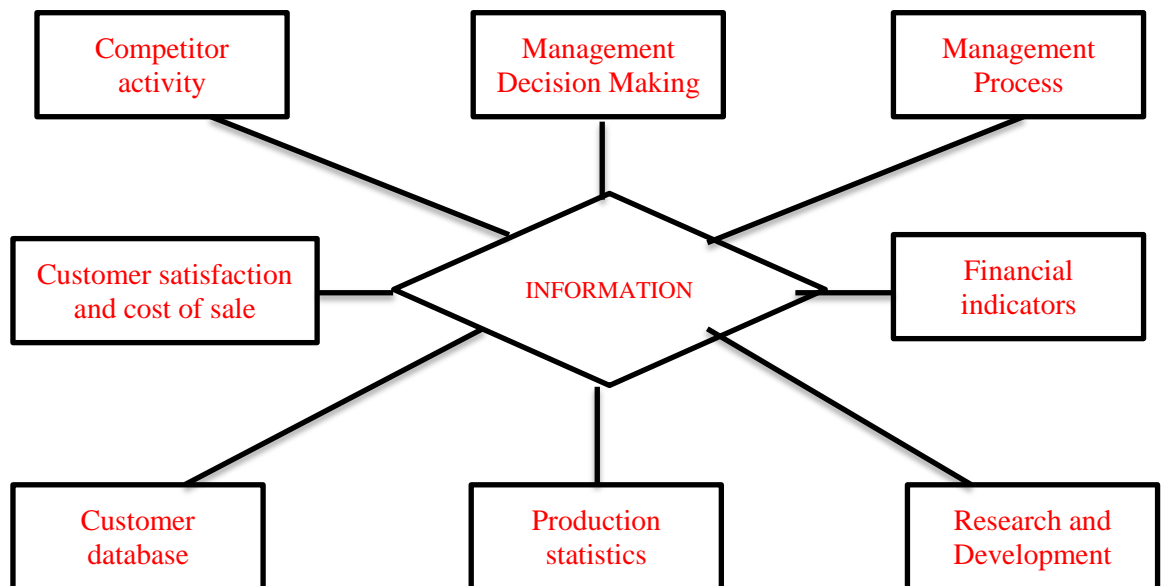 Competitor
activity
Management
Decision Making
Management
Process
Customer satisfaction
and cost of sale
INFORMATION
Financial
indicators
Customer
database
Production
statistics
Research and
Development